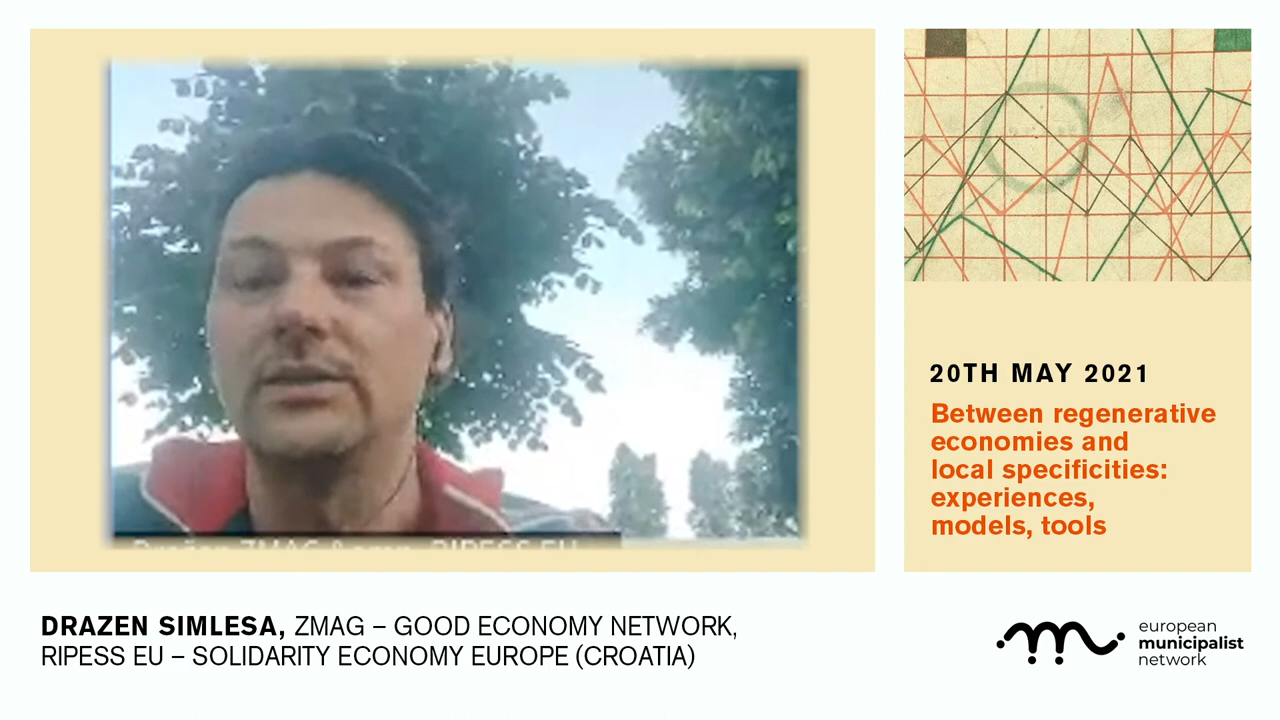 20TH MAY 2021
Between regenerative
economies and
local specificities:
experiences,
models, tools
DRAZEN SIMLESA, ZMAG – GOOD ECONOMY NETWORK,
RIPESS EU – SOLIDARITY ECONOMY EUROPE (CROATIA)
european
municipalist
network